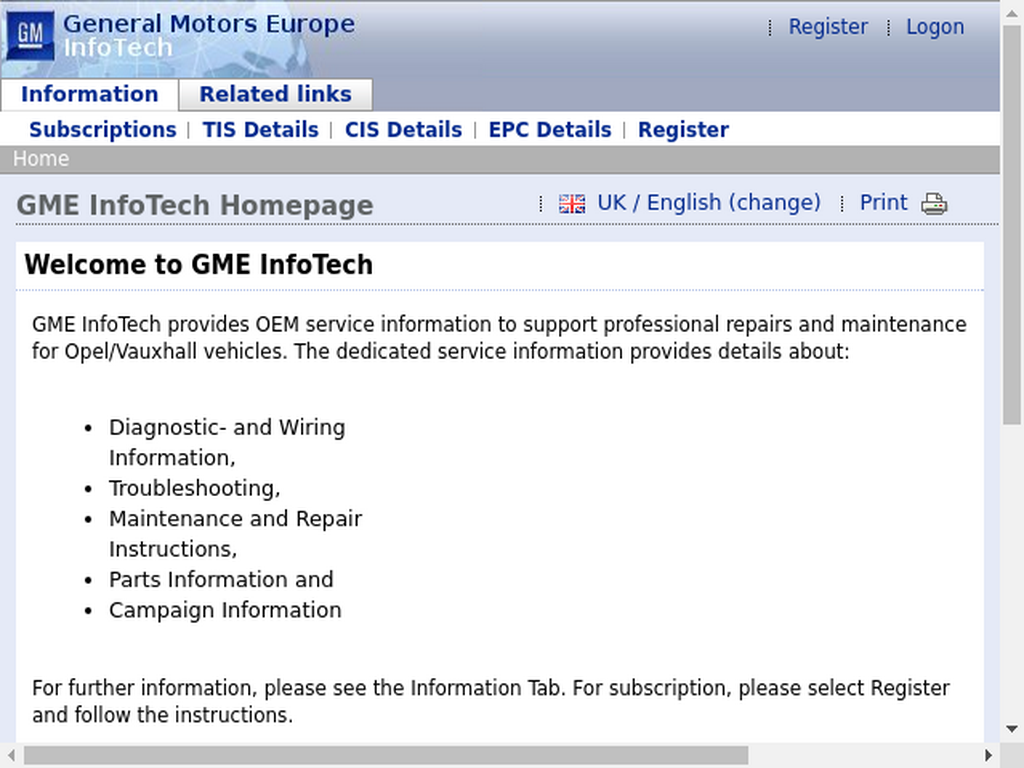 GM
General Motors Europe
InfoTech
Register
Logon
Information
Related links
Subscriptions
TIS Details
CIS Details
EPC Details
Register
Home
GME InfoTech Homepage
UK / English (change)
Print
Welcome to GME InfoTech
GME InfoTech provides OEM service information to support professional repairs and maintenance
for Opel/Vauxhall vehicles. The dedicated service information provides details about:
• Diagnostic- and Wiring
Information,
• Troubleshooting,
• Maintenance and Repair
Instructions,
• Parts Information and
• Campaign Information
For further information, please see the Information Tab. For subscription, please select Register
and follow the instructions.